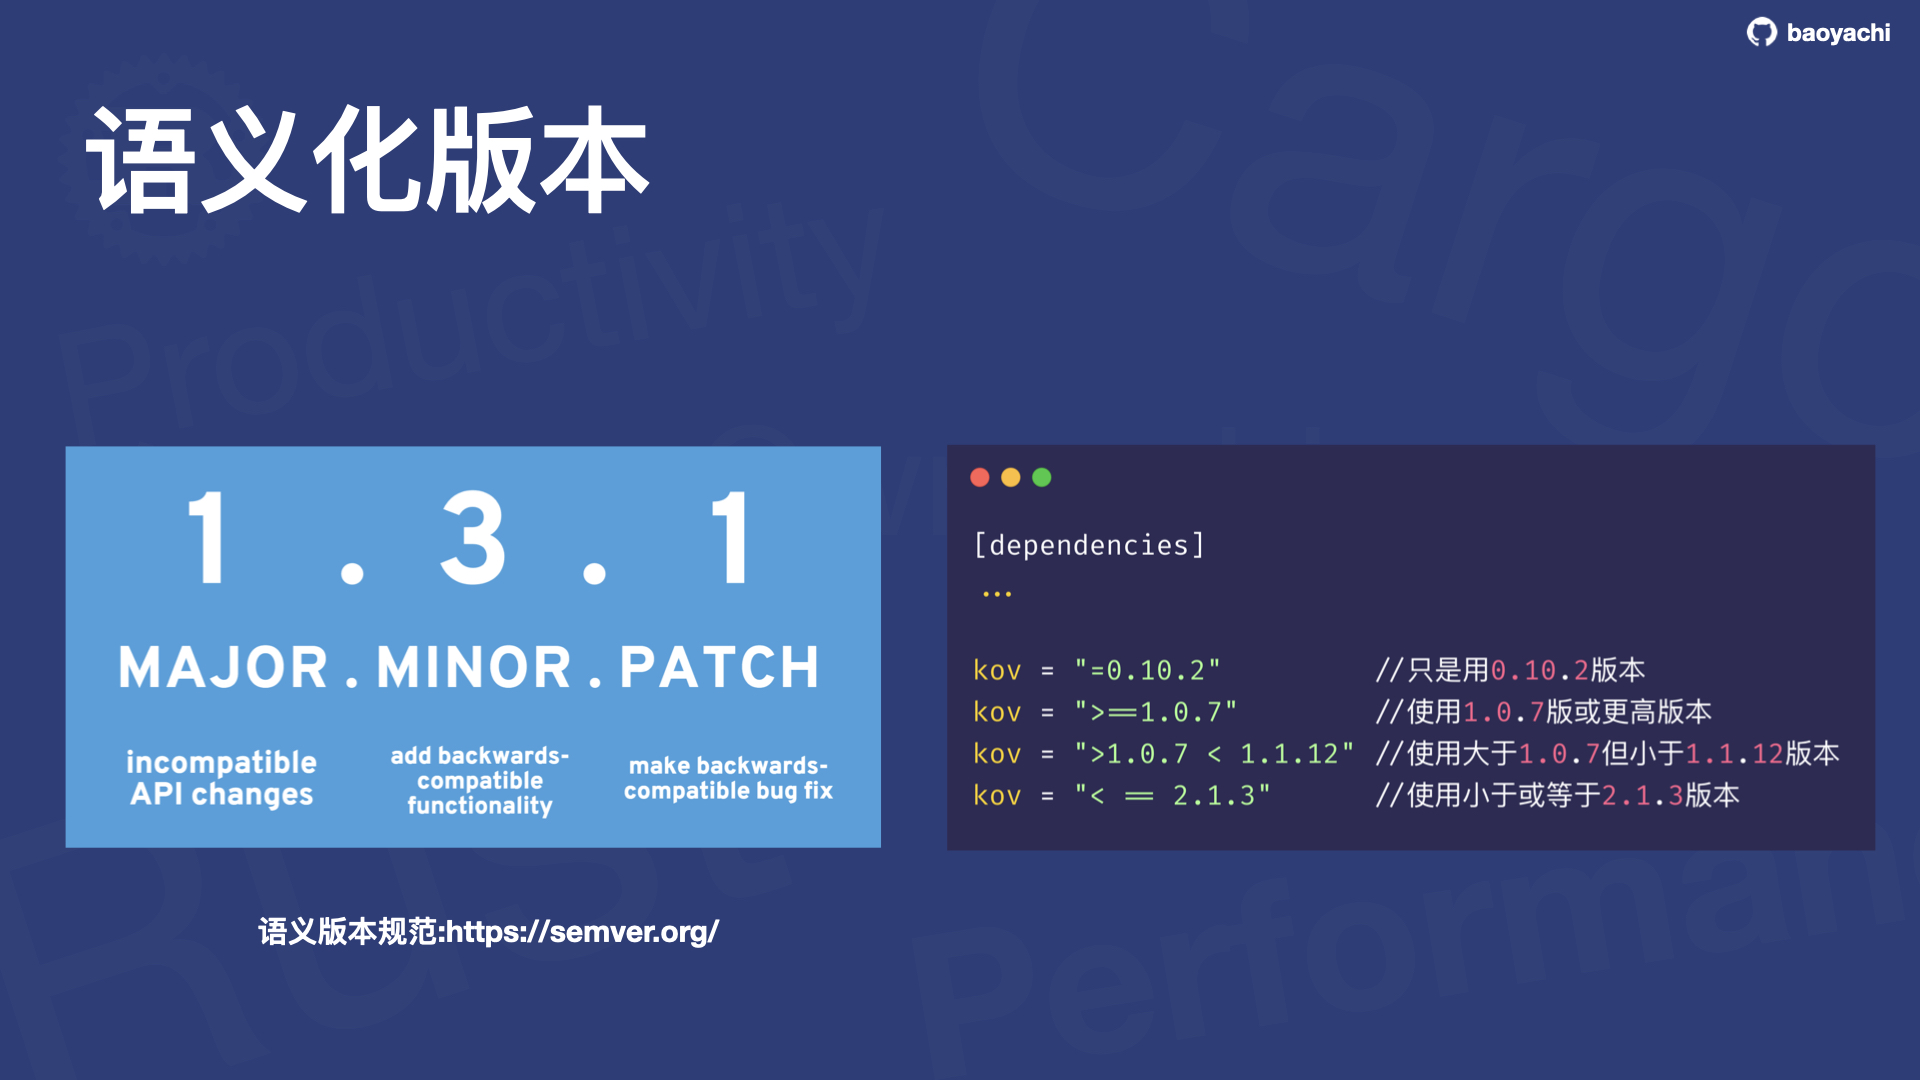 baoyachi
语义化版本
Cargo
Productivity
1 . 3 . 1
MAJOR . MINOR . PATCH
incompatible
API changes
add backwards-
compatible
functionality
make backwards-
compatible bug fix
[dependencies]
...
kov = "=0.10.2" //只是用0.10.2版本
kov = ">==1.0.7" //使用1.0.7版或更高版本
kov = ">1.0.7 < 1.1.12" //使用大于1.0.7但小于1.1.12版本
kov = "< == 2.1.3" //使用小于或等于2.1.3版本
Rust
语义版本规范:https://semver.org/